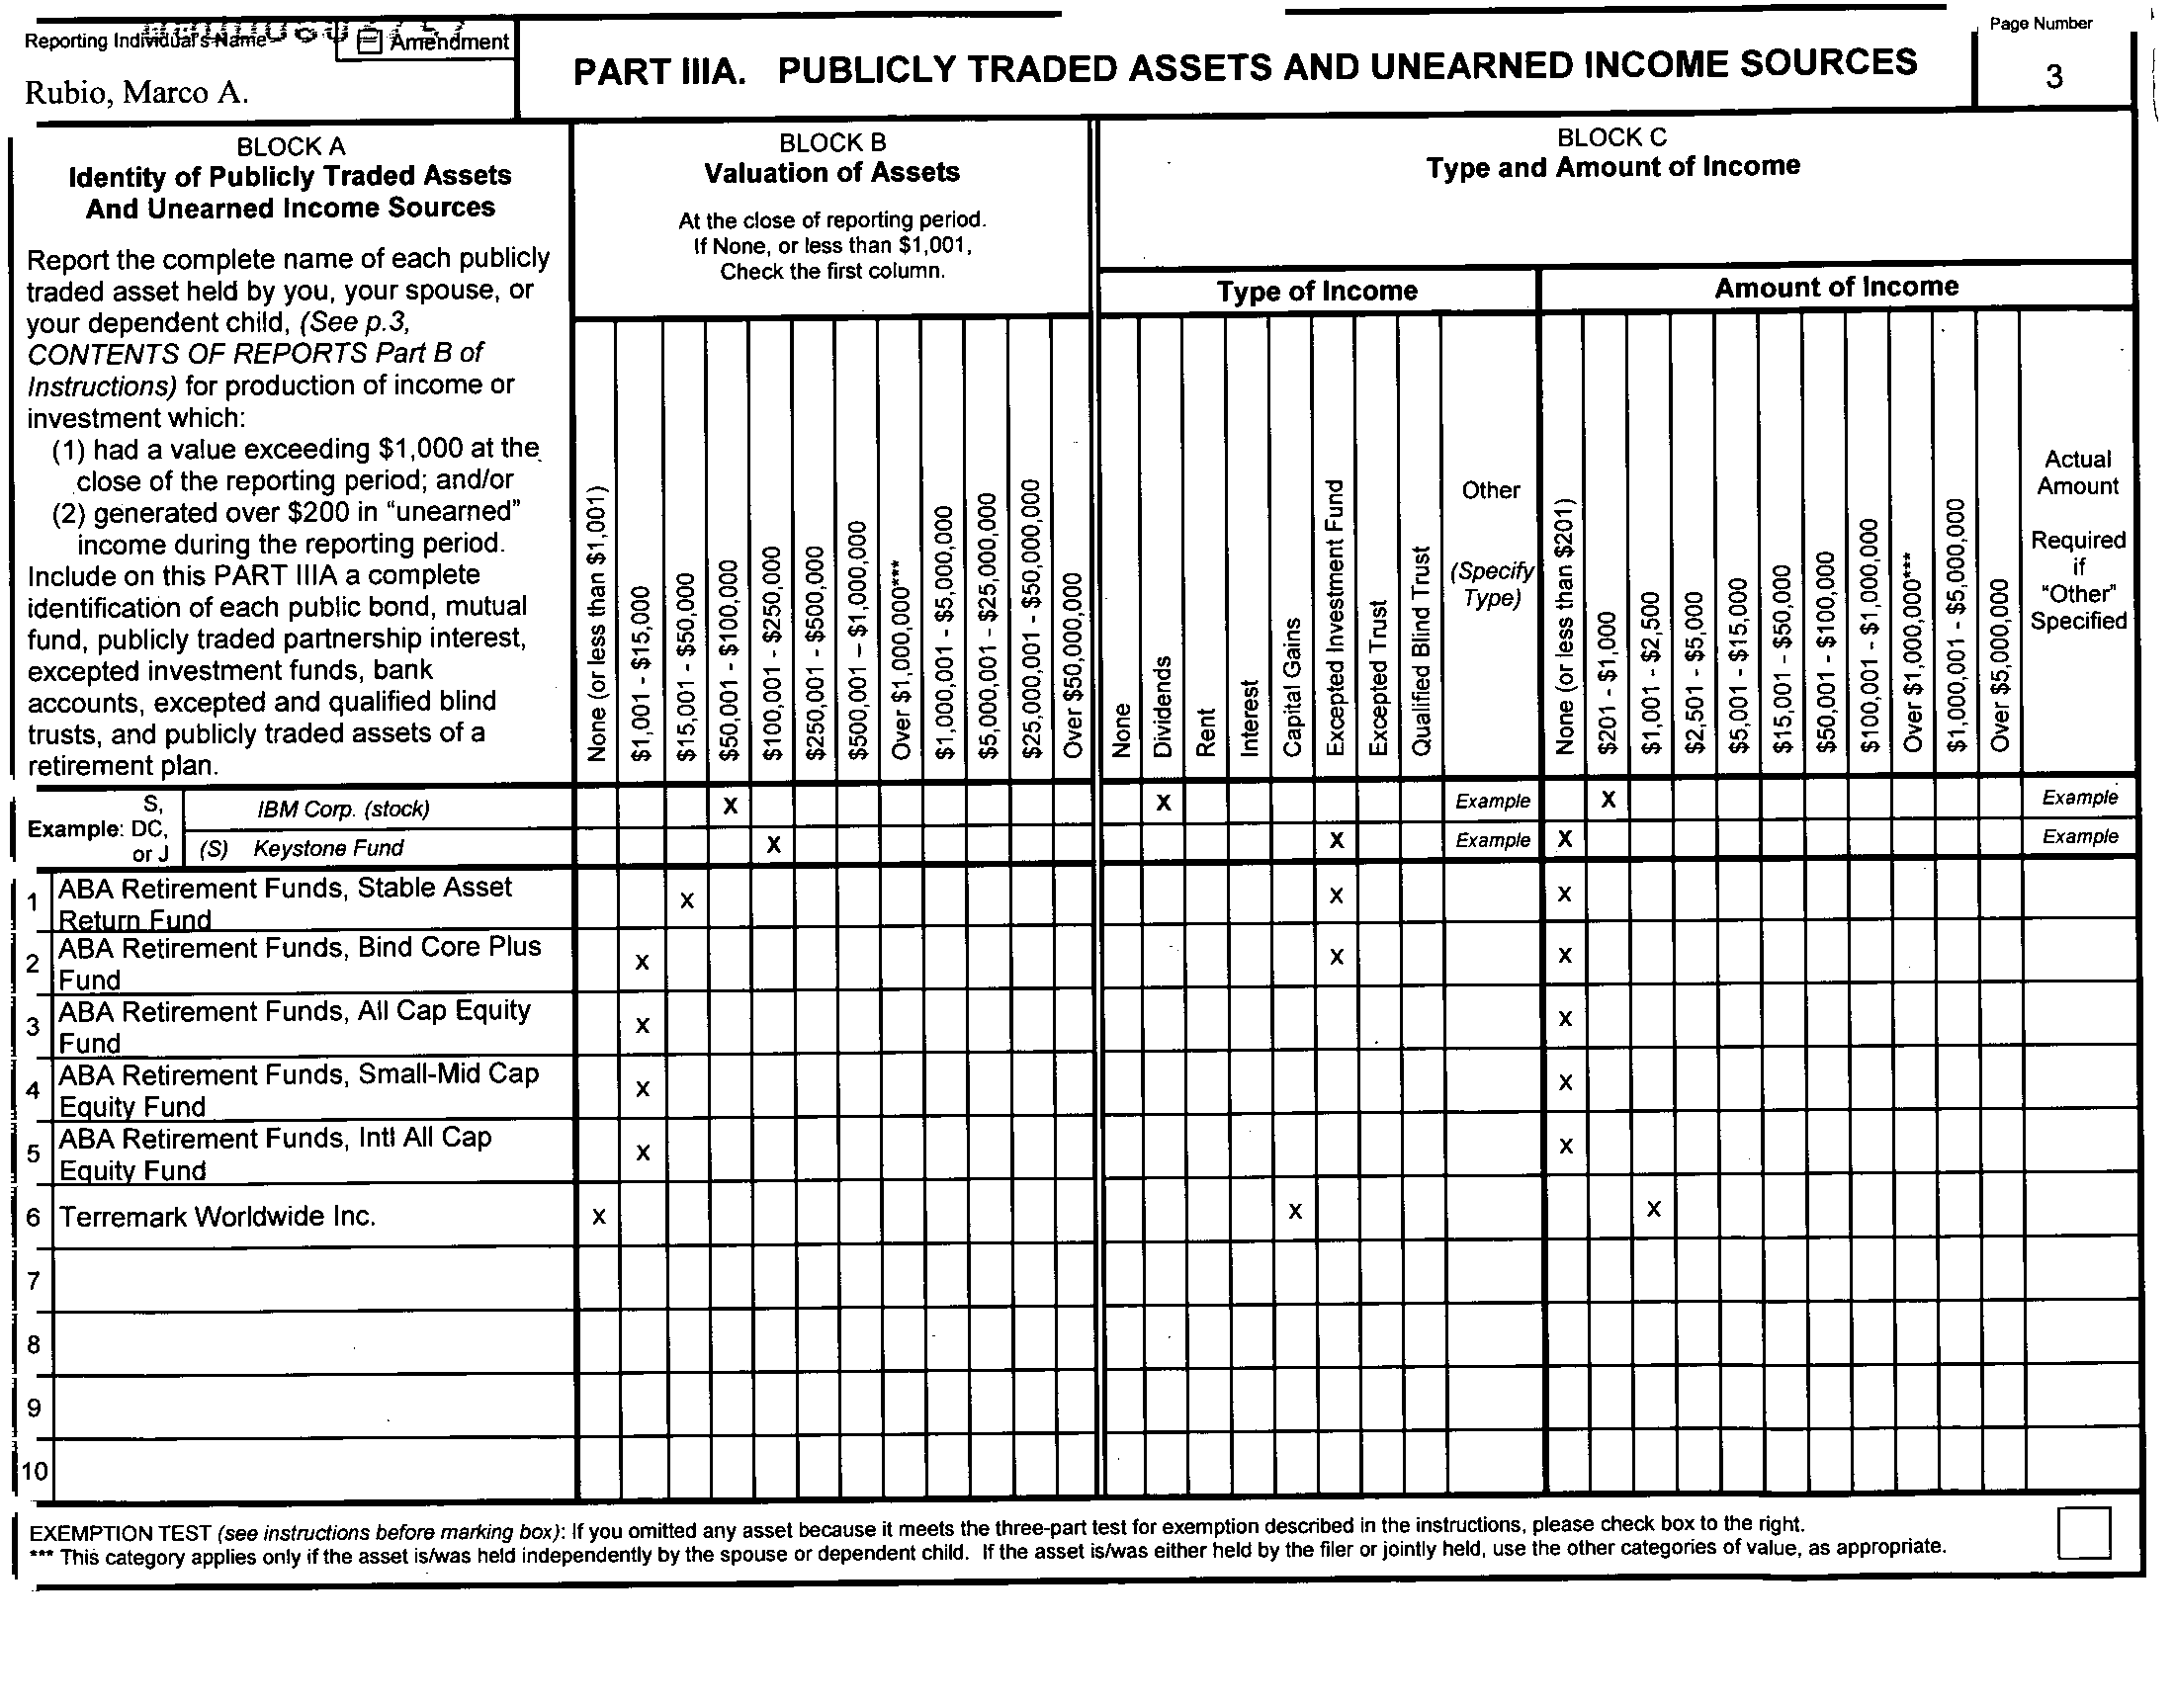 Reporting Individual's Name
Amendment
Rubio, Marco A.
PART IIIA. PUBLICLY TRADED ASSETS AND UNEARNED INCOME SOURCES
Page Number
3
BLOCK A
Identity of Publicly Traded Assets
And Unearned Income Sources
Report the complete name of each publicly
traded asset held by you, your spouse, or
your dependent child, (See p.3,
CONTENTS OF REPORTS Part B of
Instructions) for production of income or
investment which:
(1) had a value exceeding $1,000 at the
close of the reporting period; and/or
(2) generated over $200 in “unearned”
income during the reporting period.
Include on this PART IIIA a complete
identification of each public bond, mutual
fund, publicly traded partnership interest,
excepted investment funds, bank
accounts, excepted and qualified blind
trusts, and publicly traded assets of a
retirement plan.
BLOCK B
Valuation of Assets
At the close of reporting period.
If None, or less than $1,001,
Check the first column.
None (or less than $1,001)
$1,001 - $15,000
$15,001 - $50,000
$50,001 - $100,000
$100,001 - $250,000
$250,001 - $500,000
$500,001 – $1,000,000
Over $1,000,000***
$1,000,001 - $5,000,000
$5,000,001 - $25,000,000
$25,000,001 - $50,000,000
Over $50,000,000
BLOCK C
Type and Amount of Income
Type of Income
None
Dividends
Rent
Interest
Capital Gains
Excepted Investment Fund
Excepted Trust
Qualified Blind Trust
Other
(Specify
Type)
Amount of Income
None (or less than $201)
$201 - $1,000
$1,001 - $2,500
$2,501 - $5,000
$5,001 - $15,000
$15,001 - $50,000
$50,001 - $100,000
$100,001 - $1,000,000
Over $1,000,000***
$1,000,001 - $5,000,000
Over $5,000,000
Actual
Amount
Required
if
“Other”
Specified
Example:
S,
DC,
or J
IBM Corp. (stock) X X Example X Example
(S) Keystone Fund X X Example X Example
1 ABA Retirement Funds, Stable Asset
Return Fund X X X
2 ABA Retirement Funds, Bind Core Plus
Fund X X X
3 ABA Retirement Funds, All Cap Equity
Fund X X
4 ABA Retirement Funds, Small-Mid Cap
Equity Fund X X
5 ABA Retirement Funds, Intl All Cap
Equity Fund X X
6 Terremark Worldwide Inc. X X X
7
8
9
10
EXEMPTION TEST (see instructions before marking box): If you omitted any asset because it meets the three-part test for exemption described in the instructions, please check box to the right.
*** This category applies only if the asset is/was held independently by the spouse or dependent child. If the asset is/was either held by the filer or jointly held, use the other categories of value, as appropriate.